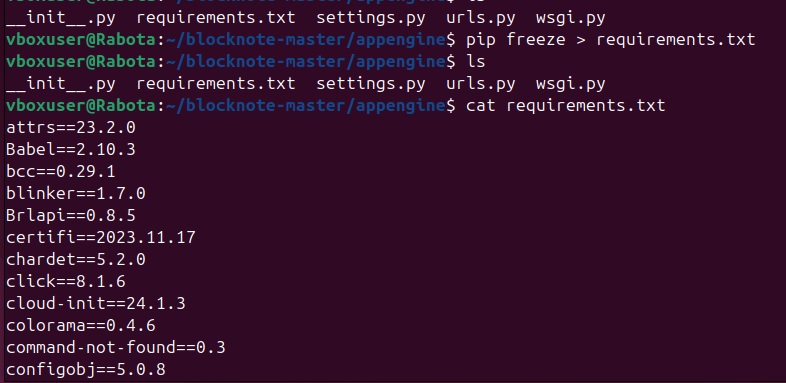 __init__.py  requirements.txt  settings.py  urls.py  wsgi.py
vboxuser@Rabota:~/blocknote-master/appengine$ pip freeze > requirements.txt
vboxuser@Rabota:~/blocknote-master/appengine$ ls
__init__.py  requirements.txt  settings.py  urls.py  wsgi.py
vboxuser@Rabota:~/blocknote-master/appengine$ cat requirements.txt
attrs==23.2.0
Babel==2.10.3
bcc==0.29.1
blinker==1.7.0
Brlapi==0.8.5
certifi==2023.11.17
chardet==5.2.0
click==8.1.6
cloud-init==24.1.3
colorama==0.4.6
command-not-found==0.3
configobj==5.0.8